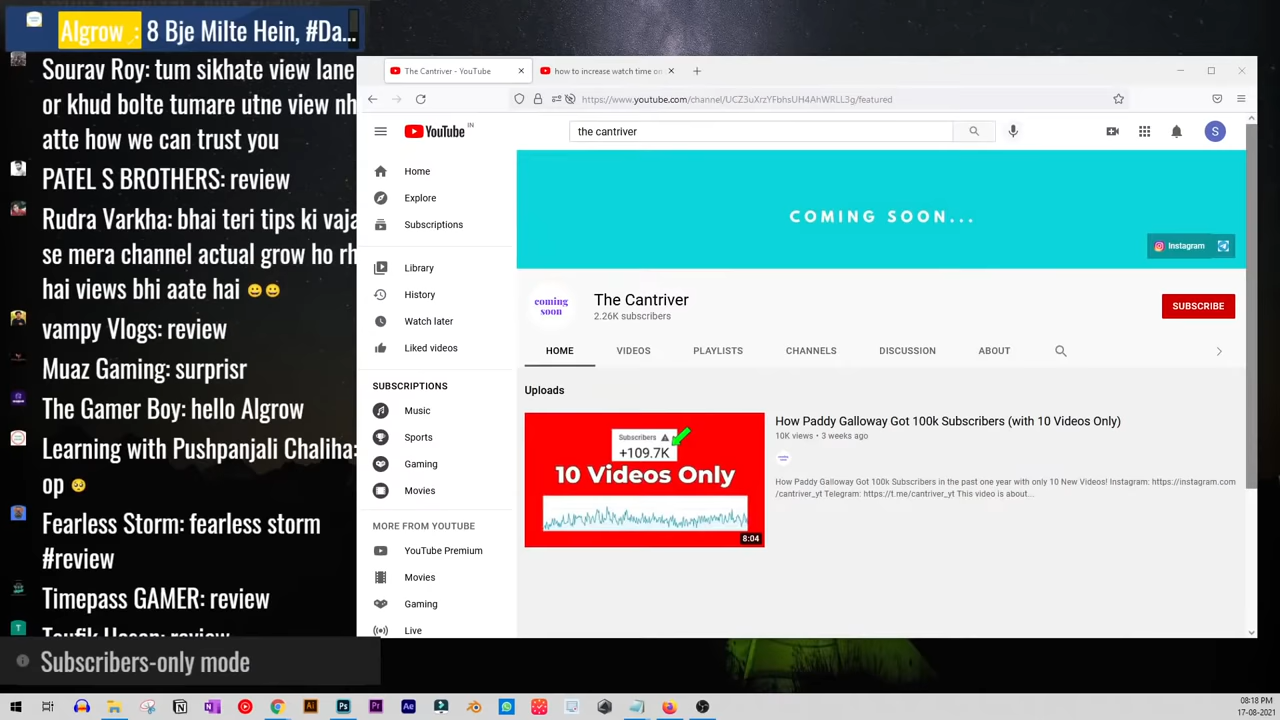 Algrow : 8 Bje Milte Hein, #Da...
Sourav Roy: tum sikhate view lane
or khud bolte tumare utne view nh
atte how we can trust you
PATEL S BROTHERS: review
Rudra Varkha: bhai teri tips ki vaja
se mera channel actual grow ho rh
hai views bhi aate hai
vampy Vlogs: review
Muaz Gaming: surprisr
The Gamer Boy: hello Algrow
Learning with Pushpanjali Chaliha:
op
Fearless Storm: fearless storm
#review
Timepass GAMER: review
Taufik Hasan: review
Subscribers-only mode
The Cantriver - YouTube
how to increase watch time on
https://www.youtube.com/channel/UCZ3uXrzYFbhsUH4AhWRLL3g/featured
YouTube IN
the cantriver
S
Home
Explore
Subscriptions
Library
History
Watch later
Liked videos
SUBSCRIPTIONS
Music
Sports
Gaming
Movies
MORE FROM YOUTUBE
YouTube Premium
Movies
Gaming
Live
COMING SOON...
Instagram
coming
soon
The Cantriver
2.26K subscribers
SUBSCRIBE
HOME VIDEOS PLAYLISTS CHANNELS DISCUSSION ABOUT
Uploads
Subscribers
+109.7K
10 Videos Only
8:04
How Paddy Galloway Got 100k Subscribers (with 10 Videos Only)
10K views • 3 weeks ago
How Paddy Galloway Got 100k Subscribers in the past one year with only 10 New Videos! Instagram: https://instagram.com
/cantriver_yt Telegram: https://t.me/cantriver_yt This video is about...
T
Ai
Ps
Pr
Ae
08:18 PM
17-08-2021